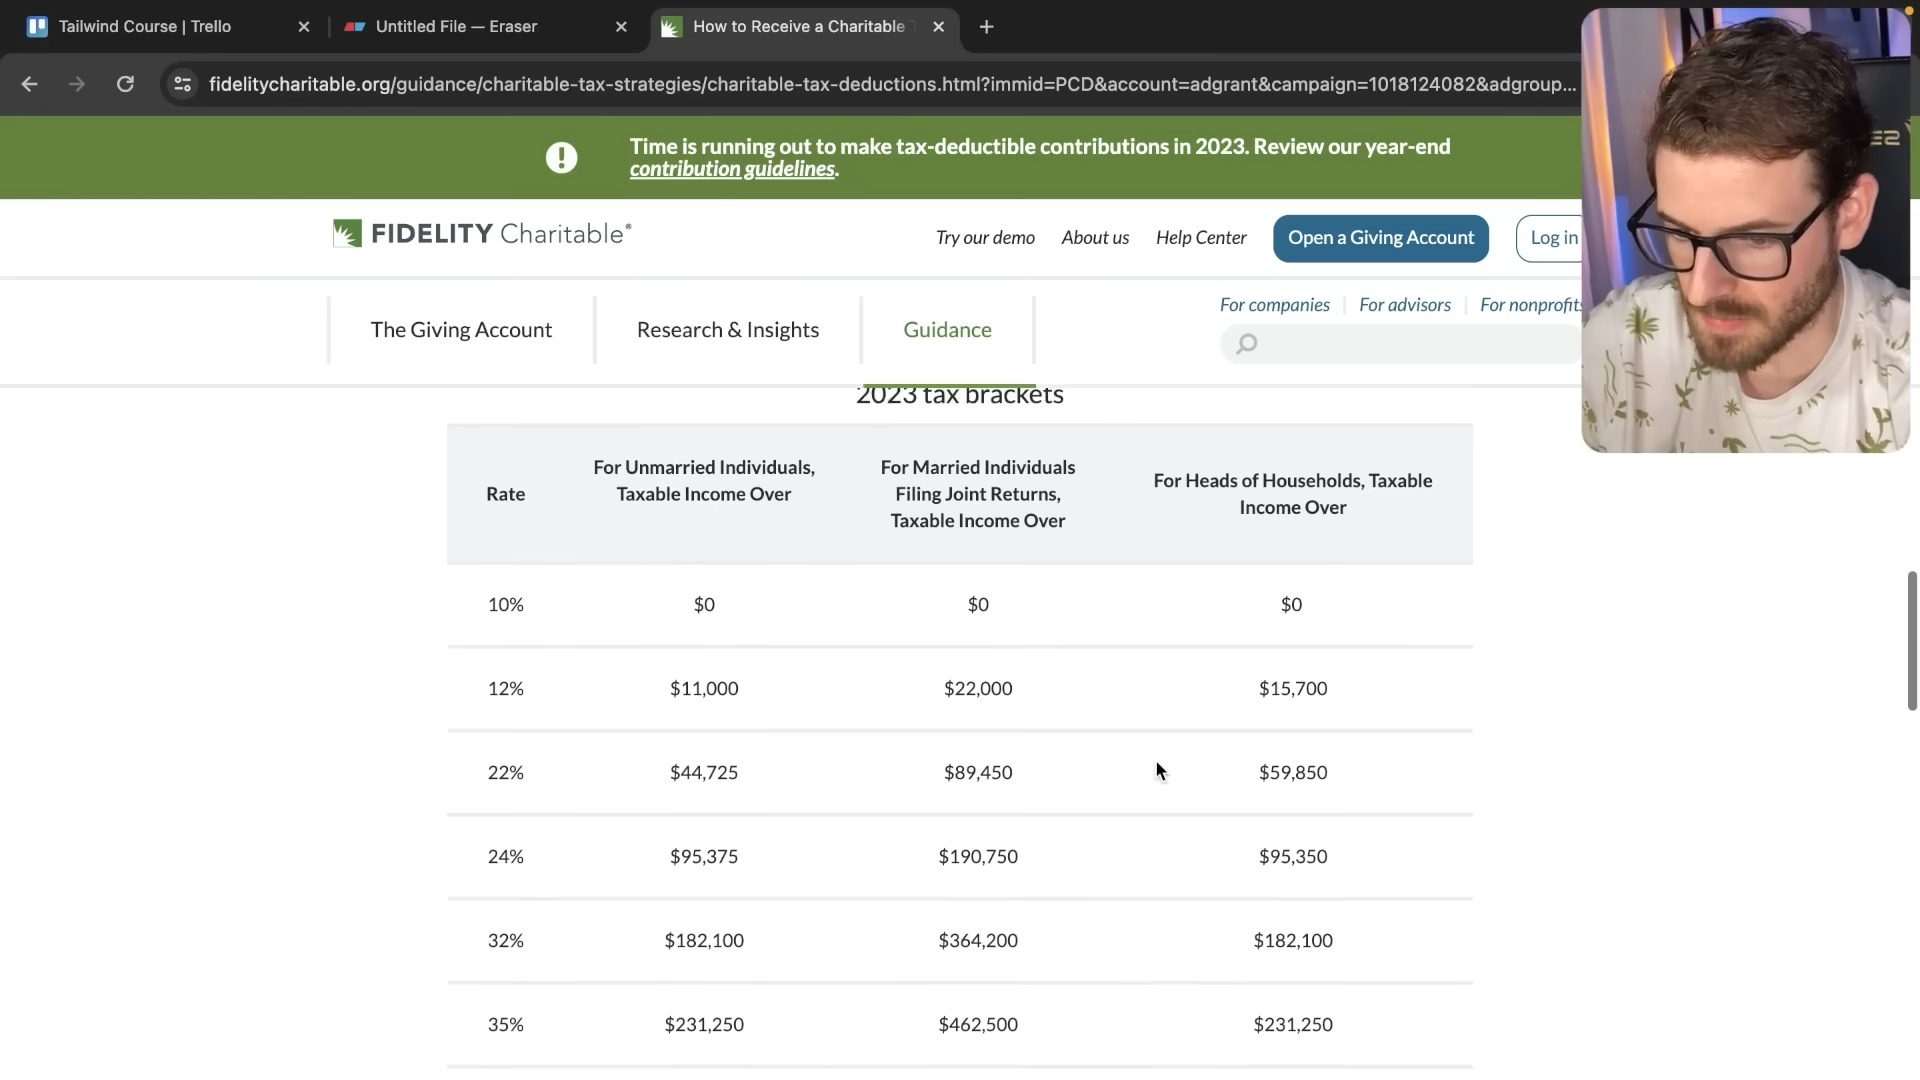 Tailwind Course | Trello
Untitled File — Eraser
How to Receive a Charitable
fidelitycharitable.org/guidance/charitable-tax-strategies/charitable-tax-deductions.html?immid=PCD&account=adgrant&campaign=1018124082&adgroup...
Time is running out to make tax-deductible contributions in 2023. Review our year-end
contribution guidelines.
FIDELITY Charitable®
Try our demo
About us
Help Center
Open a Giving Account
Log in
The Giving Account
Research & Insights
Guidance
For companies
For advisors
For nonprofits
2023 tax brackets
Rate
For Unmarried Individuals,
Taxable Income Over
For Married Individuals
Filing Joint Returns,
Taxable Income Over
For Heads of Households, Taxable
Income Over
10% $0 $0 $0
12% $11,000 $22,000 $15,700
22% $44,725 $89,450 $59,850
24% $95,375 $190,750 $95,350
32% $182,100 $364,200 $182,100
35% $231,250 $462,500 $231,250